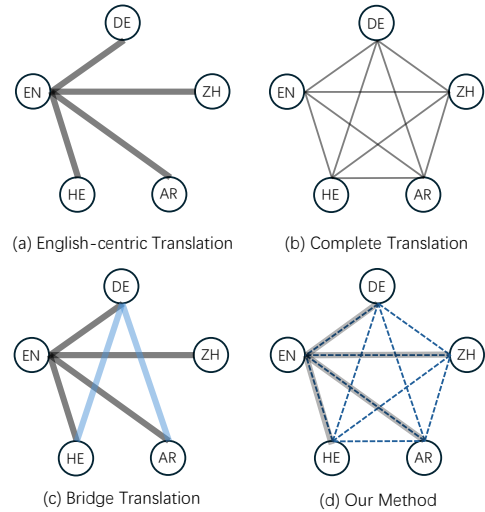 DE
DE
EN
ZH
EN
ZH
HE
AR
HE
AR
(a) English-centric Translation
(b) Complete Translation
DE
DE
EN
ZH
EN
ZH
HE
AR
HE
AR
(c) Bridge Translation
(d) Our Method